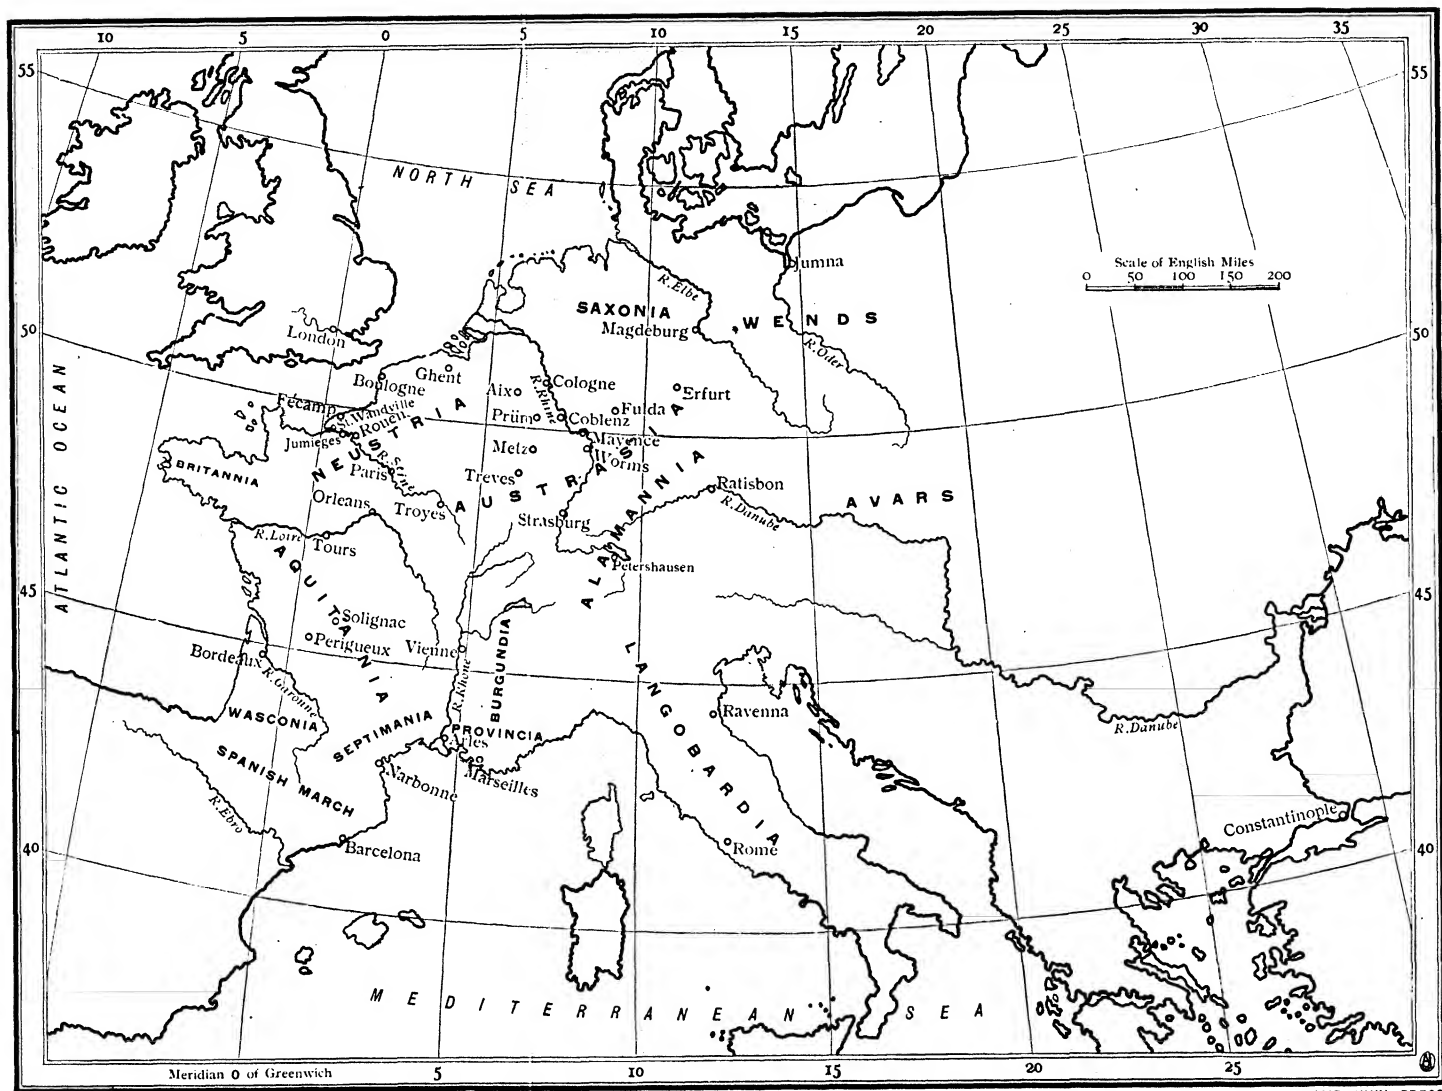 10 5 0 5 10 15 20 25 30 35
55
55
NORTH SEA
Jumna
Scale of English Miles
0 50 100 150 200
R. Elbe
SAXONIA
Magdeburg
WENDS
R. Oder
50
50
London
ATLANTIC OCEAN
Boulogne
Ghent
Aix
R. Rhine
Cologne
Erfurt
Fécamp
St. Wandville
Rouen
Jumièges
Prüm
Coblenz
Fulda
NEUSTRIA
Metz
Mayence
Worms
BRITANNIA
Paris
R. Seine
Treves
AUSTRASIA
Ratisbon
R. Danube
AVARS
Orleans
Troyes
Strasburg
ALAMANNIA
R. Loire
Tours
Petershausen
45
45
AQUITANIA
Solignac
Perigueux
Vienne
BURGUNDIA
LANGOBARDIA
Bordeaux
R. Garonne
R. Rhone
WASCONIA
SEPTIMANIA
PROVINCIA
Ravenna
R. Danube
Arles
SPANISH MARCH
Narbonne
Marseilles
R. Ebro
Constantinople
40
40
Barcelona
Rome
MEDITERRANEAN SEA
Meridian 0 of Greenwich
5 10 15 20 25